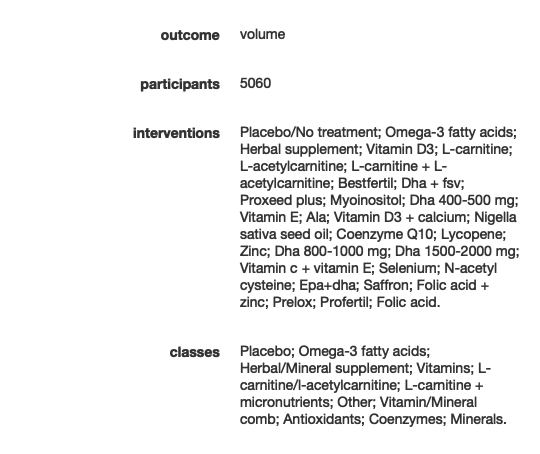 outcome volume
participants 5060
interventions Placebo/No treatment; Omega-3 fatty acids;
Herbal supplement; Vitamin D3; L-carnitine;
L-acetylcarnitine; L-carnitine + L-
acetylcarnitine; Bestfertil; Dha + fsv;
Proxeed plus; Myoinositol; Dha 400-500 mg;
Vitamin E; Ala; Vitamin D3 + calcium; Nigella
sativa seed oil; Coenzyme Q10; Lycopene;
Zinc; Dha 800-1000 mg; Dha 1500-2000 mg;
Vitamin c + vitamin E; Selenium; N-acetyl
cysteine; Epa+dha; Saffron; Folic acid +
zinc; Prelox; Profertil; Folic acid.
classes Placebo; Omega-3 fatty acids;
Herbal/Mineral supplement; Vitamins; L-
carnitine/l-acetylcarnitine; L-carnitine +
micronutrients; Other; Vitamin/Mineral
comb; Antioxidants; Coenzymes; Minerals.